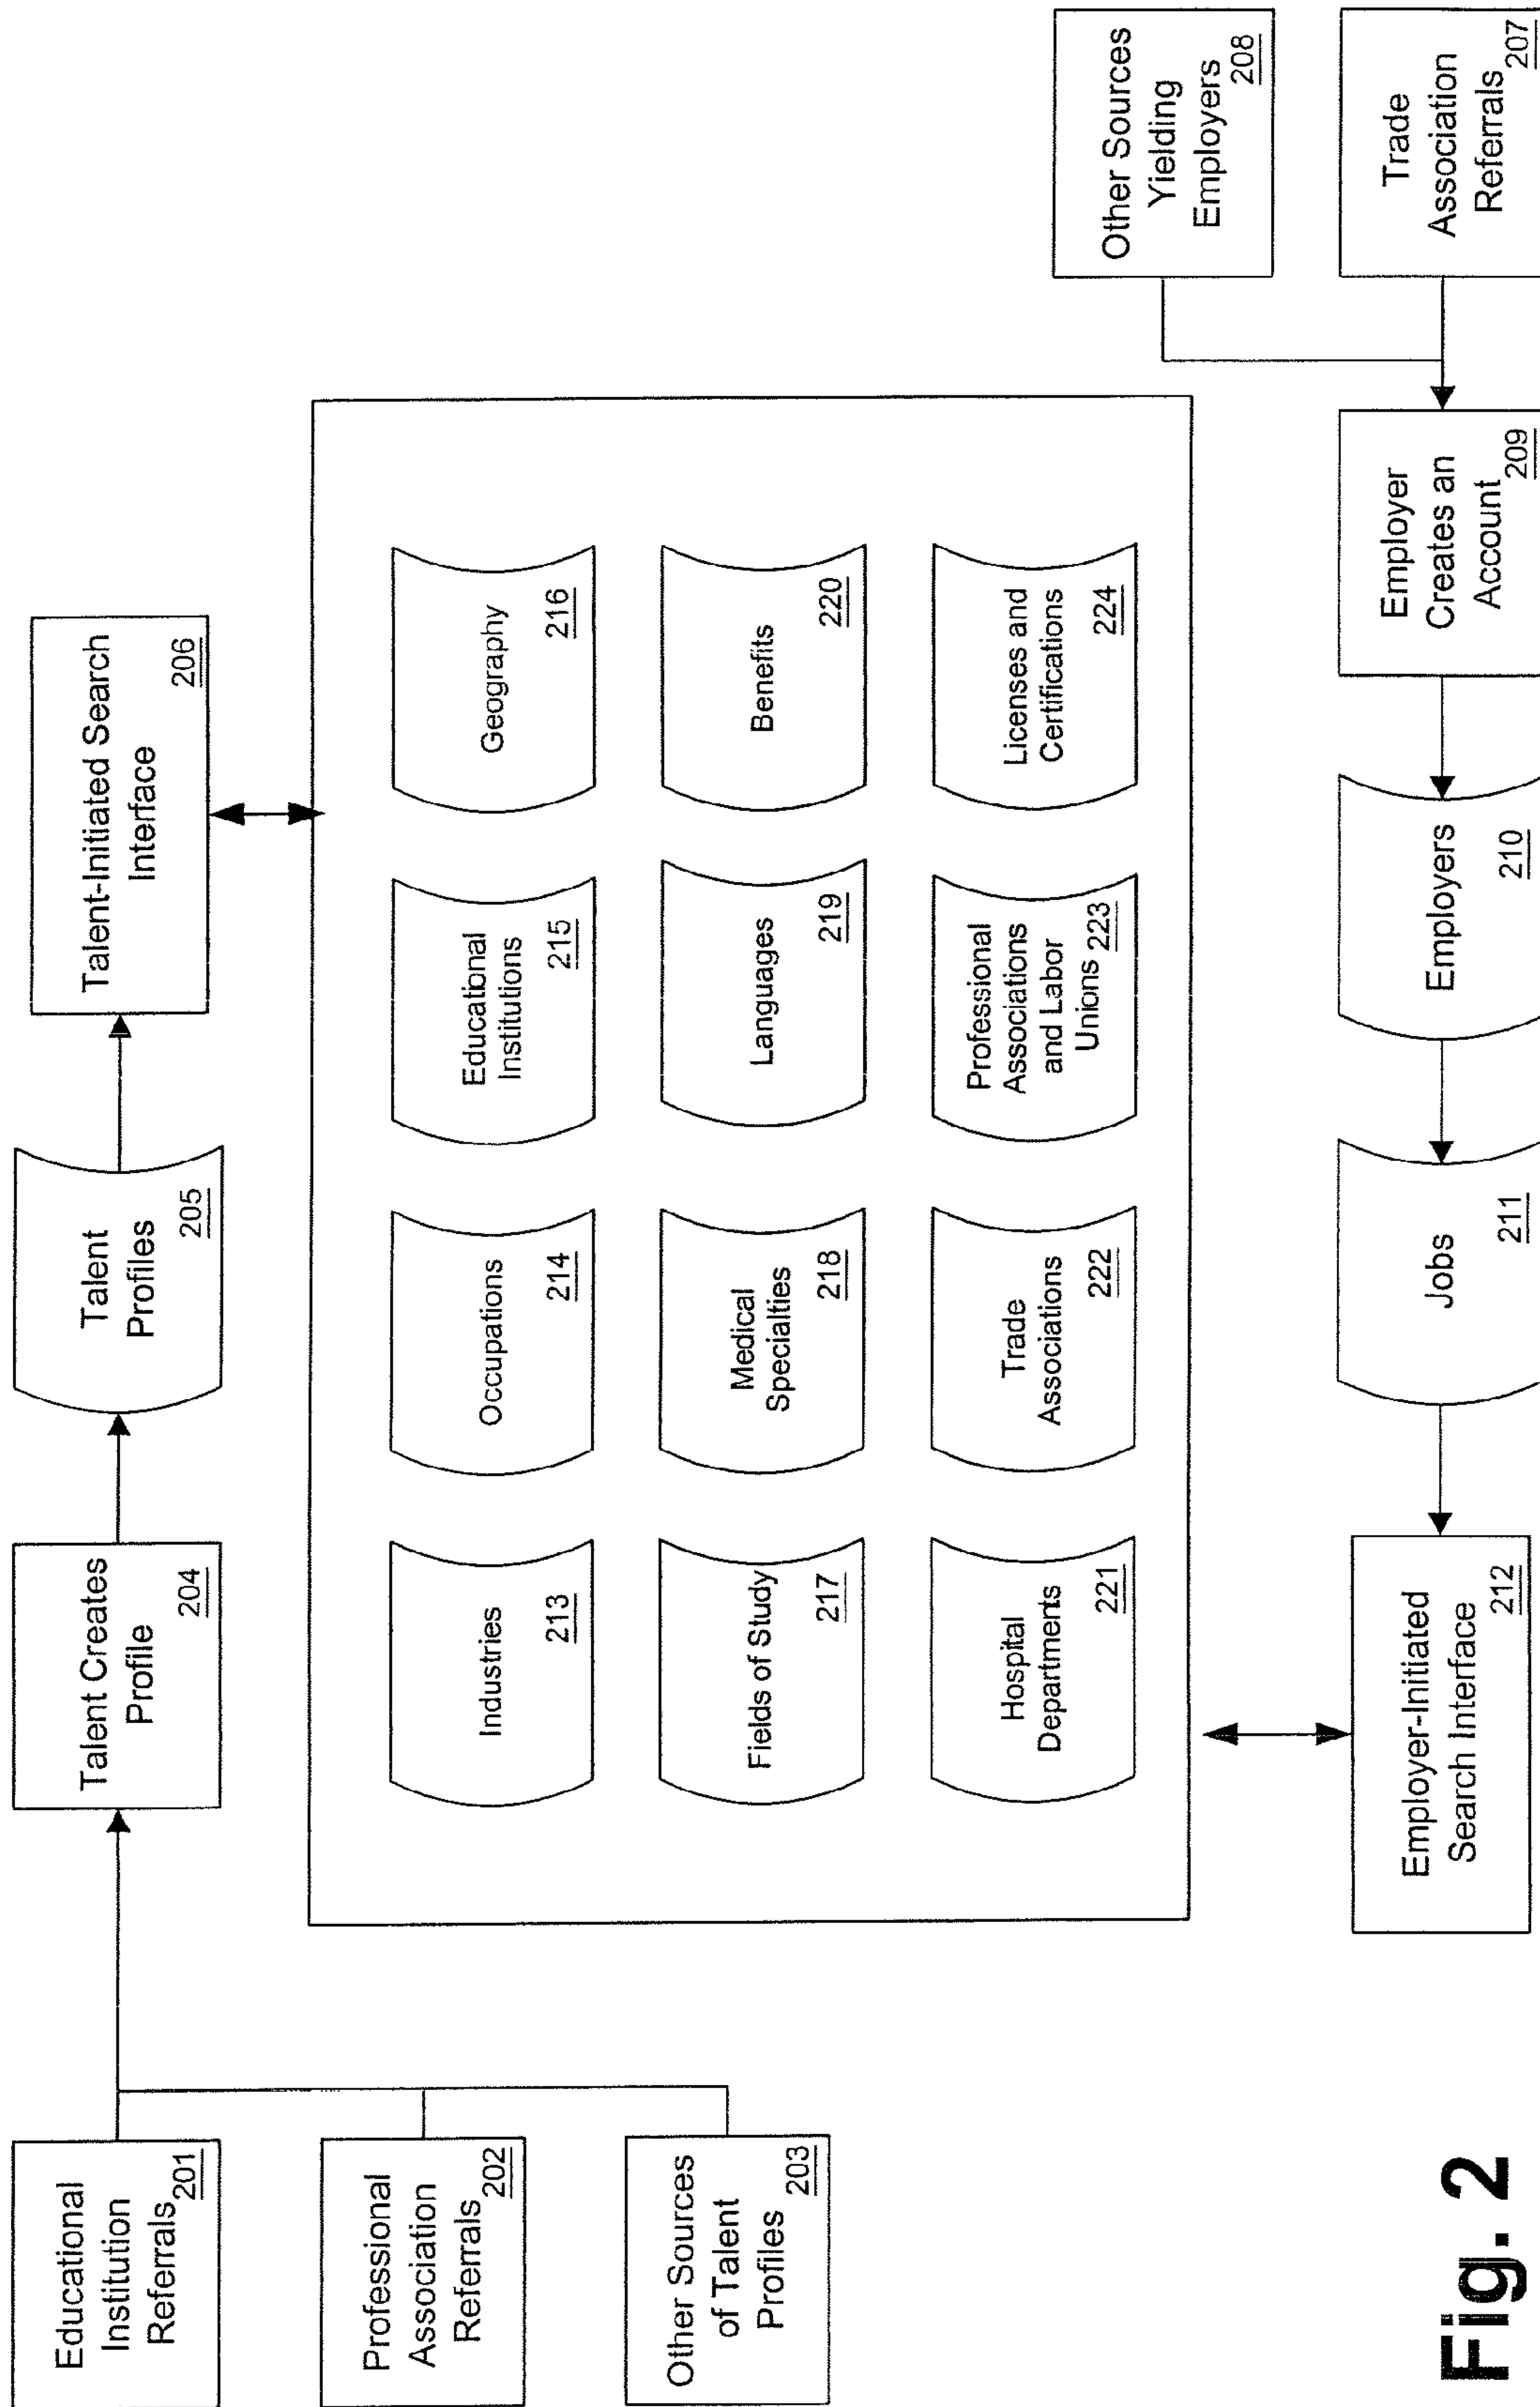 Educational
Institution
Referrals 201
Professional
Association
Referrals 202
Other Sources
of Talent
Profiles 203
Talent Creates
Profile
204
Talent
Profiles
205
Talent-Initiated Search
Interface
206
Industries
213
Occupations
214
Educational
Institutions
215
Geography
216
Fields of Study
217
Medical
Specialties
218
Languages
219
Benefits
220
Hospital
Departments
221
Trade
Associations
222
Professional
Associations
and Labor
Unions 223
Licenses and
Certifications
224
Other Sources
Yielding
Employers
208
Trade
Association
Referrals 207
Employer
Creates an
Account 209
Employers
210
Jobs
211
Employer-Initiated
Search Interface
212
Fig. 2